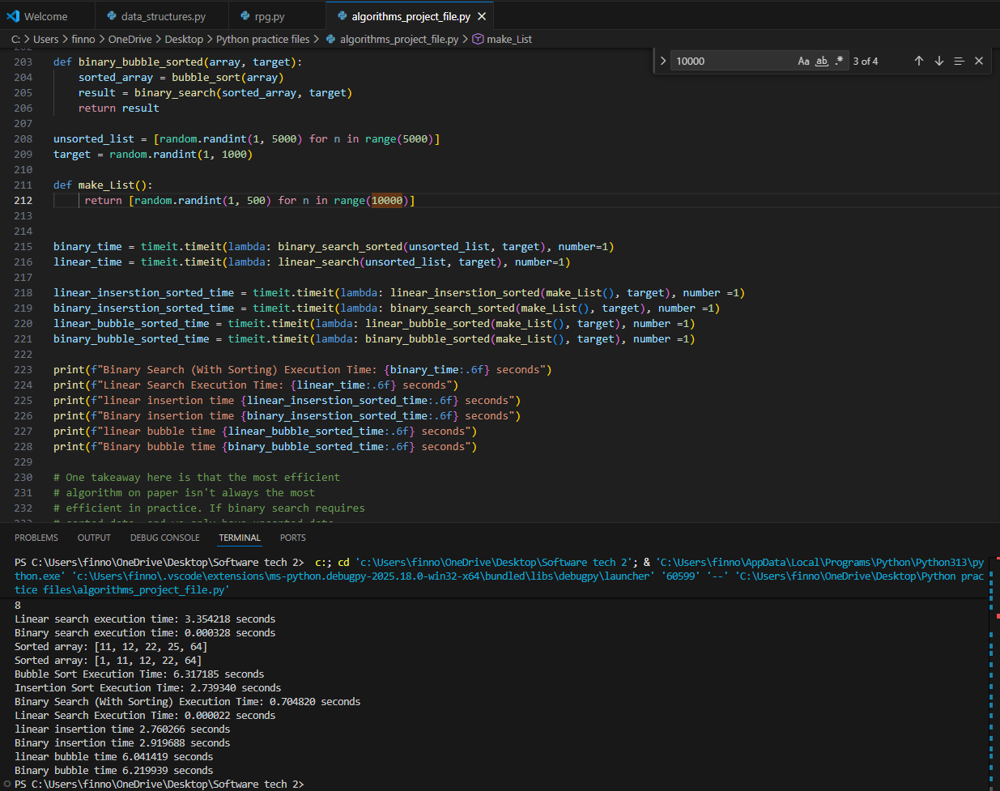 Welcome data_structures.py rpg.py algorithms_project_file.py
C: > Users > finno > OneDrive > Desktop > Python practice files > algorithms_project_file.py > make_List
10000 Aa ab .* 3 of 4
203 def binary_bubble_sorted(array, target):
204     sorted_array = bubble_sort(array)
205     result = binary_search(sorted_array, target)
206     return result
207
208 unsorted_list = [random.randint(1, 5000) for n in range(5000)]
209 target = random.randint(1, 1000)
210
211 def make_List():
212     return [random.randint(1, 500) for n in range(10000)]
213
214
215 binary_time = timeit.timeit(lambda: binary_search_sorted(unsorted_list, target), number=1)
216 linear_time = timeit.timeit(lambda: linear_search(unsorted_list, target), number=1)
217
218 linear_inserstion_sorted_time = timeit.timeit(lambda: linear_inserstion_sorted(make_List(), target), number =1)
219 binary_inserstion_sorted_time = timeit.timeit(lambda: binary_search_sorted(make_List(), target), number =1)
220 linear_bubble_sorted_time = timeit.timeit(lambda: linear_bubble_sorted(make_List(), target), number =1)
221 binary_bubble_sorted_time = timeit.timeit(lambda: binary_bubble_sorted(make_List(), target), number =1)
222
223 print(f"Binary Search (With Sorting) Execution Time: {binary_time:.6f} seconds")
224 print(f"Linear Search Execution Time: {linear_time:.6f} seconds")
225 print(f"linear insertion time {linear_inserstion_sorted_time:.6f} seconds")
226 print(f"Binary insertion time {binary_inserstion_sorted_time:.6f} seconds")
227 print(f"linear bubble time {linear_bubble_sorted_time:.6f} seconds")
228 print(f"Binary bubble time {binary_bubble_sorted_time:.6f} seconds")
229
230 # One takeaway here is that the most efficient
231 # algorithm on paper isn't always the most
232 # efficient in practice. If binary search requires
PROBLEMS OUTPUT DEBUG CONSOLE TERMINAL PORTS
PS C:\Users\finno\OneDrive\Desktop\Software tech 2>  c:; cd 'c:\Users\finno\OneDrive\Desktop\Software tech 2'; & 'C:\Users\finno\AppData\Local\Programs\Python\Python313\py
thon.exe' 'c:\Users\finno\.vscode\extensions\ms-python.debugpy-2025.18.0-win32-x64\bundled\libs\debugpy\launcher' '60599' '--' 'C:\Users\finno\OneDrive\Desktop\Python prac
tice files\algorithms_project_file.py'
8
Linear search execution time: 3.354218 seconds
Binary search execution time: 0.000328 seconds
Sorted array: [11, 12, 22, 25, 64]
Sorted array: [1, 11, 12, 22, 64]
Bubble Sort Execution Time: 6.317185 seconds
Insertion Sort Execution Time: 2.739340 seconds
Binary Search (With Sorting) Execution Time: 0.704820 seconds
Linear Search Execution Time: 0.000022 seconds
linear insertion time 2.760266 seconds
Binary insertion time 2.919688 seconds
linear bubble time 6.041419 seconds
Binary bubble time 6.219939 seconds
PS C:\Users\finno\OneDrive\Desktop\Software tech 2>